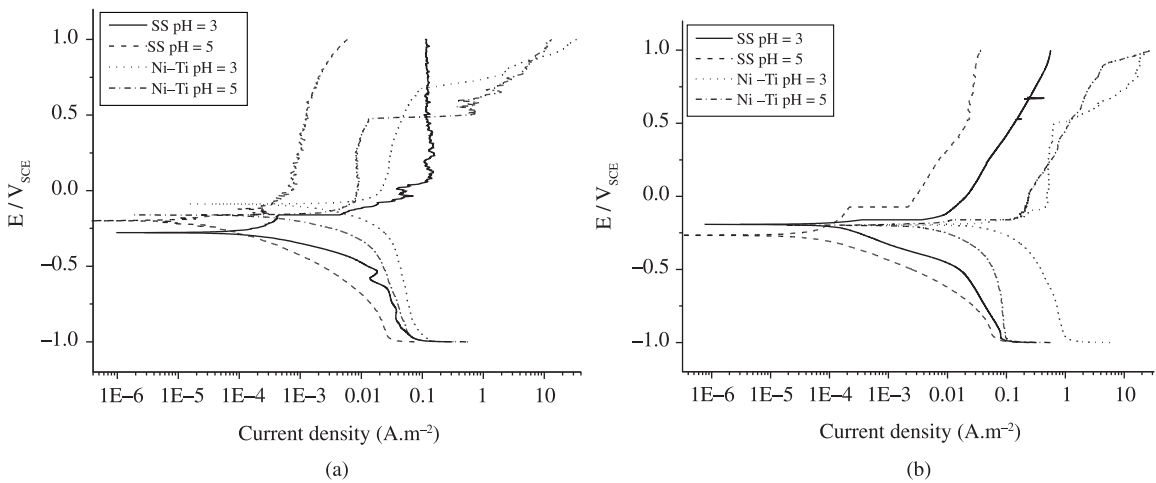 SS pH = 3
SS pH = 5
Ni–Ti pH = 3
Ni–Ti pH = 5
1.0
0.5
0.0
−0.5
−1.0
E / V_SCE
1E–6 1E–5 1E–4 1E–3 0.01 0.1 1 10
Current density (A.m⁻²)
(a)
SS pH = 3
SS pH = 5
Ni –Ti pH = 3
Ni –Ti pH = 5
1.0
0.5
0.0
−0.5
−1.0
E / V_SCE
1E–6 1E–5 1E–4 1E–3 0.01 0.1 1 10
Current density (A.m⁻²)
(b)